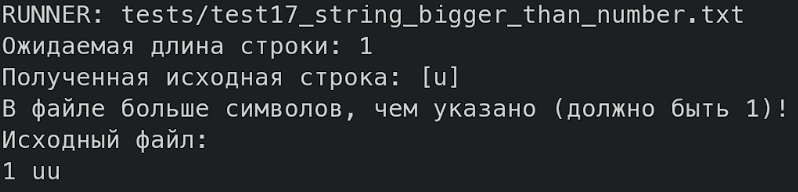 RUNNER: tests/test17_string_bigger_than_number.txt
Ожидаемая длина строки: 1
Полученная исходная строка: [u]
В файле больше символов, чем указано (должно быть 1)!
Исходный файл:
1 uu